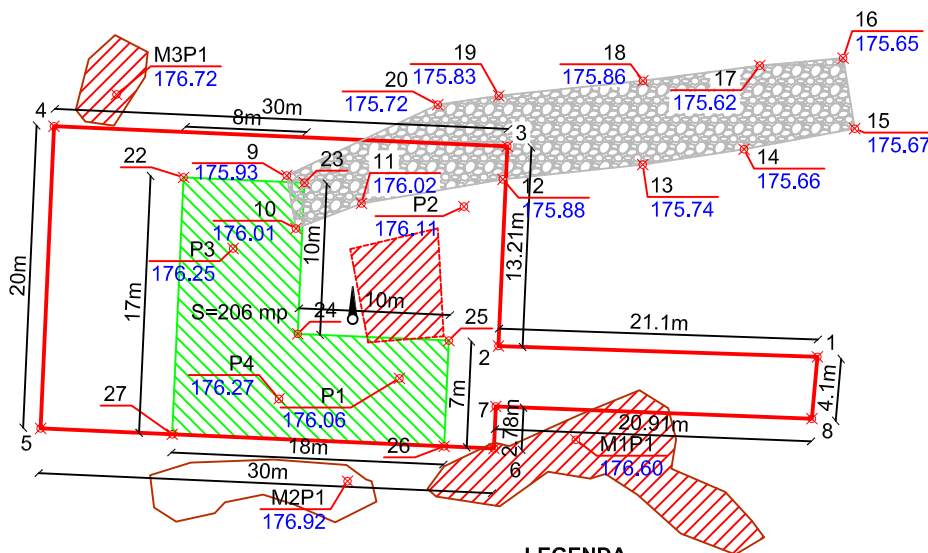 16
175.65
M3P1
176.72
19
175.83
18
175.86
17
175.62
20
175.72
30m
8m
4
3
15
175.67
14
175.66
22
9
175.93
23
11
176.02
12
175.88
13
175.74
10
176.01
P2
176.11
P3
176.25
10m
13.21m
20m
17m
S=206 mp
24
10m
25
21.1m
1
2
4.1m
P4
176.27
P1
176.06
7m
27
7
2.78m
20.91m
8
5
18m
26
6
M1P1
176.60
30m
M2P1
176.92
LEGENDA